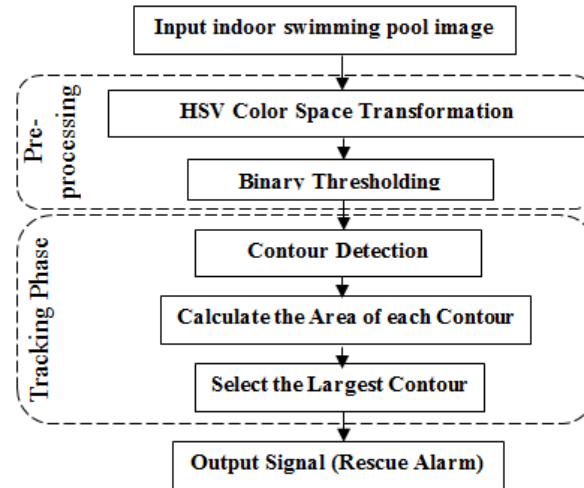 Input indoor swimming pool image
Pre-
processing
HSV Color Space Transformation
Binary Thresholding
Tracking Phase
Contour Detection
Calculate the Area of each Contour
Select the Largest Contour
Output Signal (Rescue Alarm)